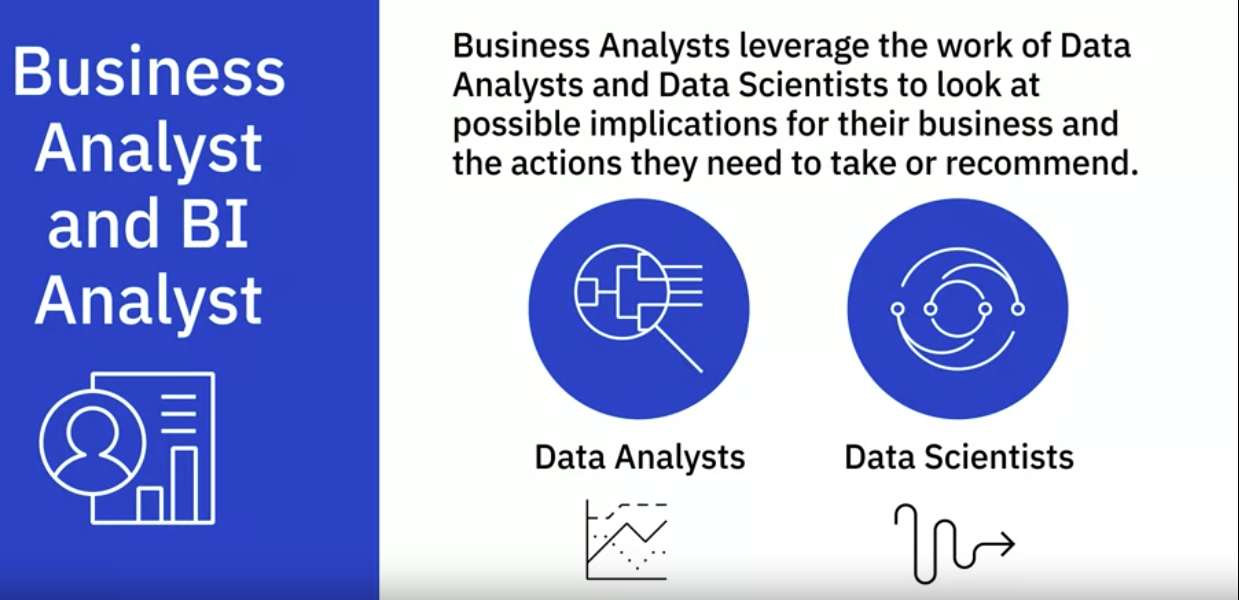 Business
Analyst
and BI
Analyst
Business Analysts leverage the work of Data
Analysts and Data Scientists to look at
possible implications for their business and
the actions they need to take or recommend.
Data Analysts
Data Scientists